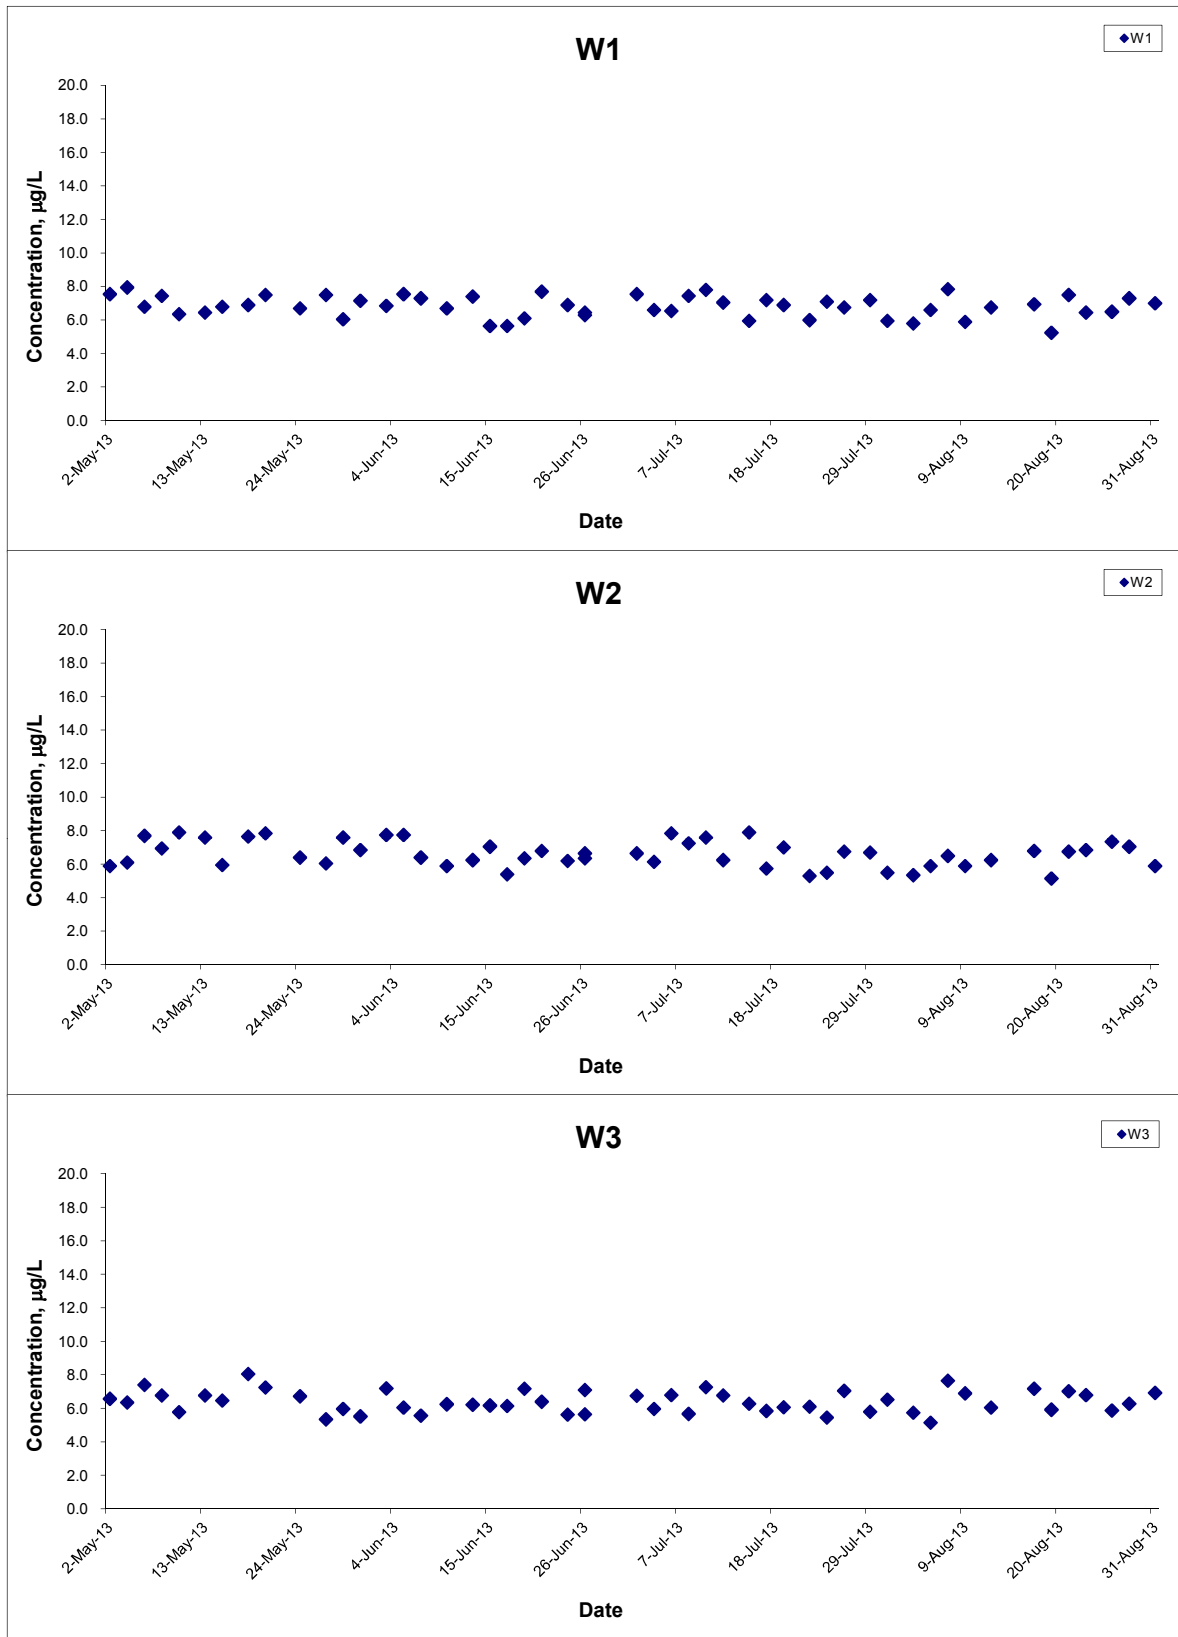 W1
W1
20.0
18.0
16.0
14.0
12.0
10.0
8.0
6.0
4.0
2.0
0.0
Concentration, µg/L
2-May-13 13-May-13 24-May-13 4-Jun-13 15-Jun-13 26-Jun-13 7-Jul-13 18-Jul-13 29-Jul-13 9-Aug-13 20-Aug-13 31-Aug-13
Date
W2
W2
20.0
18.0
16.0
14.0
12.0
10.0
8.0
6.0
4.0
2.0
0.0
Concentration, µg/L
2-May-13 13-May-13 24-May-13 4-Jun-13 15-Jun-13 26-Jun-13 7-Jul-13 18-Jul-13 29-Jul-13 9-Aug-13 20-Aug-13 31-Aug-13
Date
W3
W3
20.0
18.0
16.0
14.0
12.0
10.0
8.0
6.0
4.0
2.0
0.0
Concentration, µg/L
2-May-13 13-May-13 24-May-13 4-Jun-13 15-Jun-13 26-Jun-13 7-Jul-13 18-Jul-13 29-Jul-13 9-Aug-13 20-Aug-13 31-Aug-13
Date